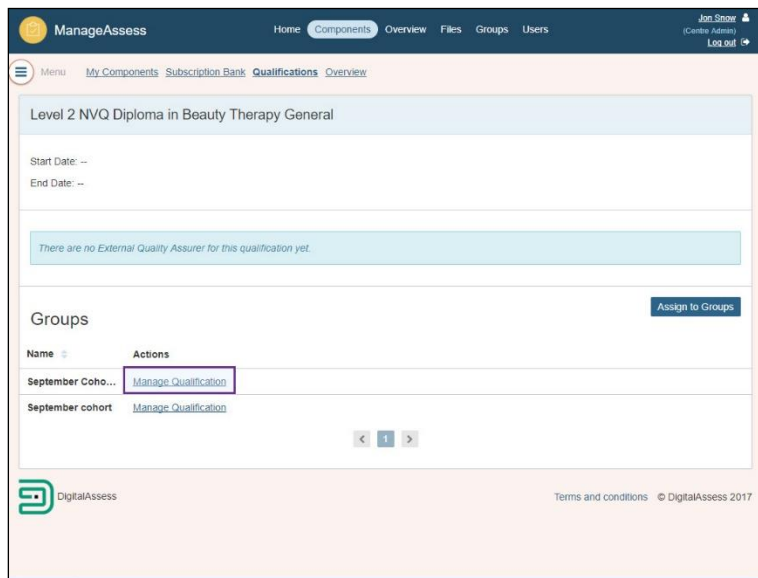 Jon Snow
ManageAssess Home Components Overview Files Groups Users (Centre Admin)
Log out
Menu My Components Subscription Bank Qualifications Overview
Level 2 NVQ Diploma in Beauty Therapy General
Start Date: --
End Date: --
There are no External Quality Assurer for this qualification yet.
Assign to Groups
Groups
Name Actions
September Coho... Manage Qualification
September cohort Manage Qualification
< 1 >
DigitalAssess Terms and conditions © DigitalAssess 2017